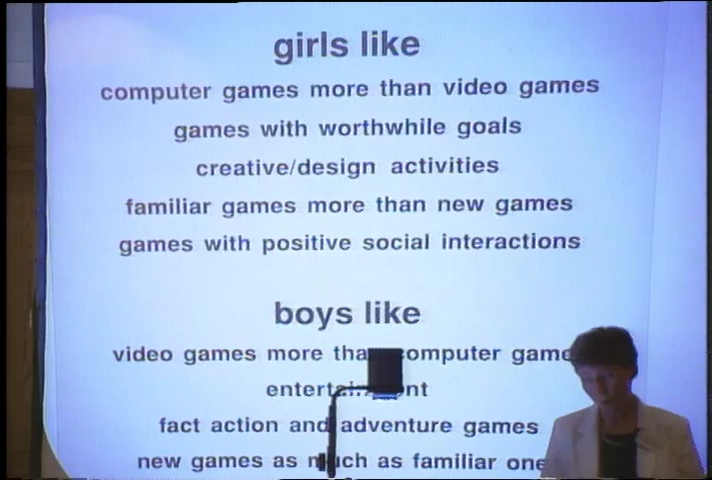 girls like
computer games more than video games
games with worthwhile goals
creative/design activities
familiar games more than new games
games with positive social interactions
boys like
video games more computer
fact action and adventure games
new games as as familiar